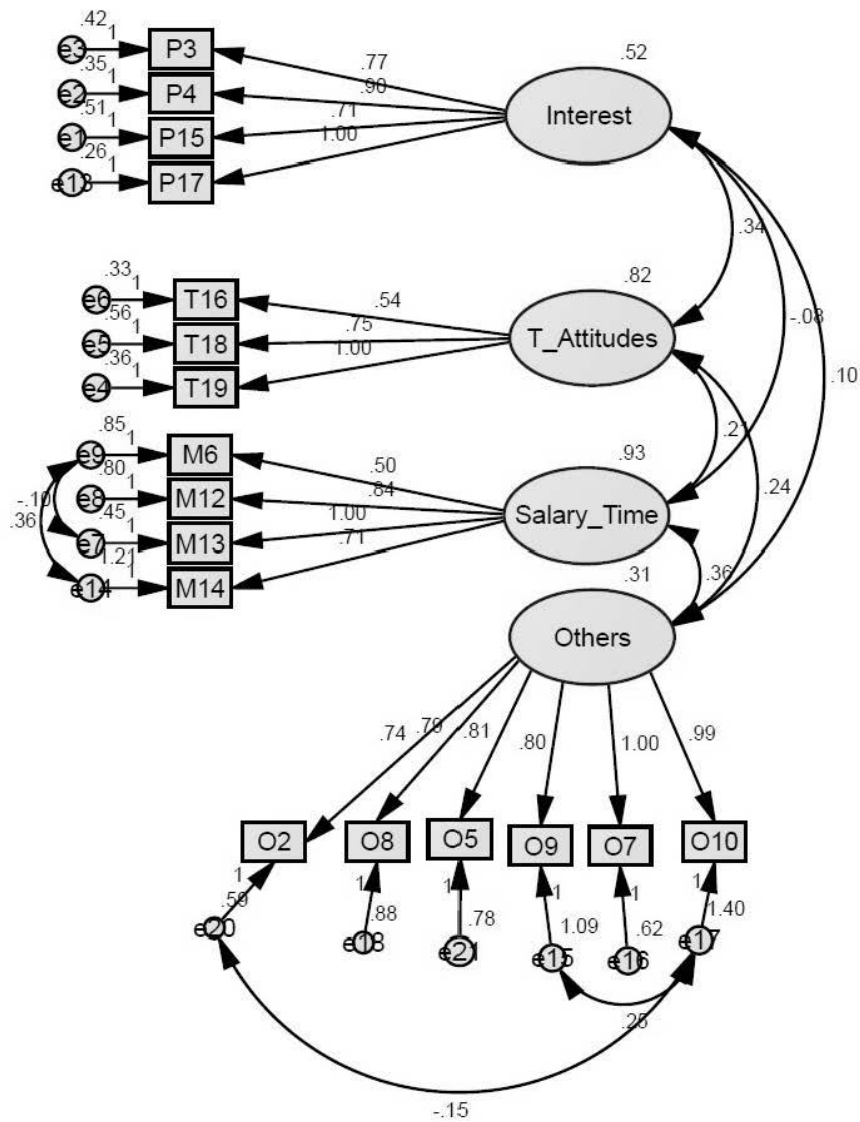 .42
1
e3
P3
.77
.52
.35
1
e2
P4
.90
Interest
.51
1
e1
P15
.71
.26
1
e13
P17
1.00
.34
.33
1
e6
T16
.54
.82
.56
1
e5
T18
.75
T_Attitudes
-.08
.36
1
e4
T19
1.00
.10
.85
1
e9
M6
.50
.93
.21
.80
1
e8
M12
.84
.24
-.10
.36
.45
1
e7
M13
1.00
Salary_Time
1.21
1
e14
M14
.71
.31
.36
Others
.74
.79
.81
.80
1.00
.99
O2
O8
O5
O9
O7
O10
1
1
1
1
1
1
.59
.88
.78
1.09
.62
1.40
e20
e18
e21
e15
e16
e17
.25
-.15